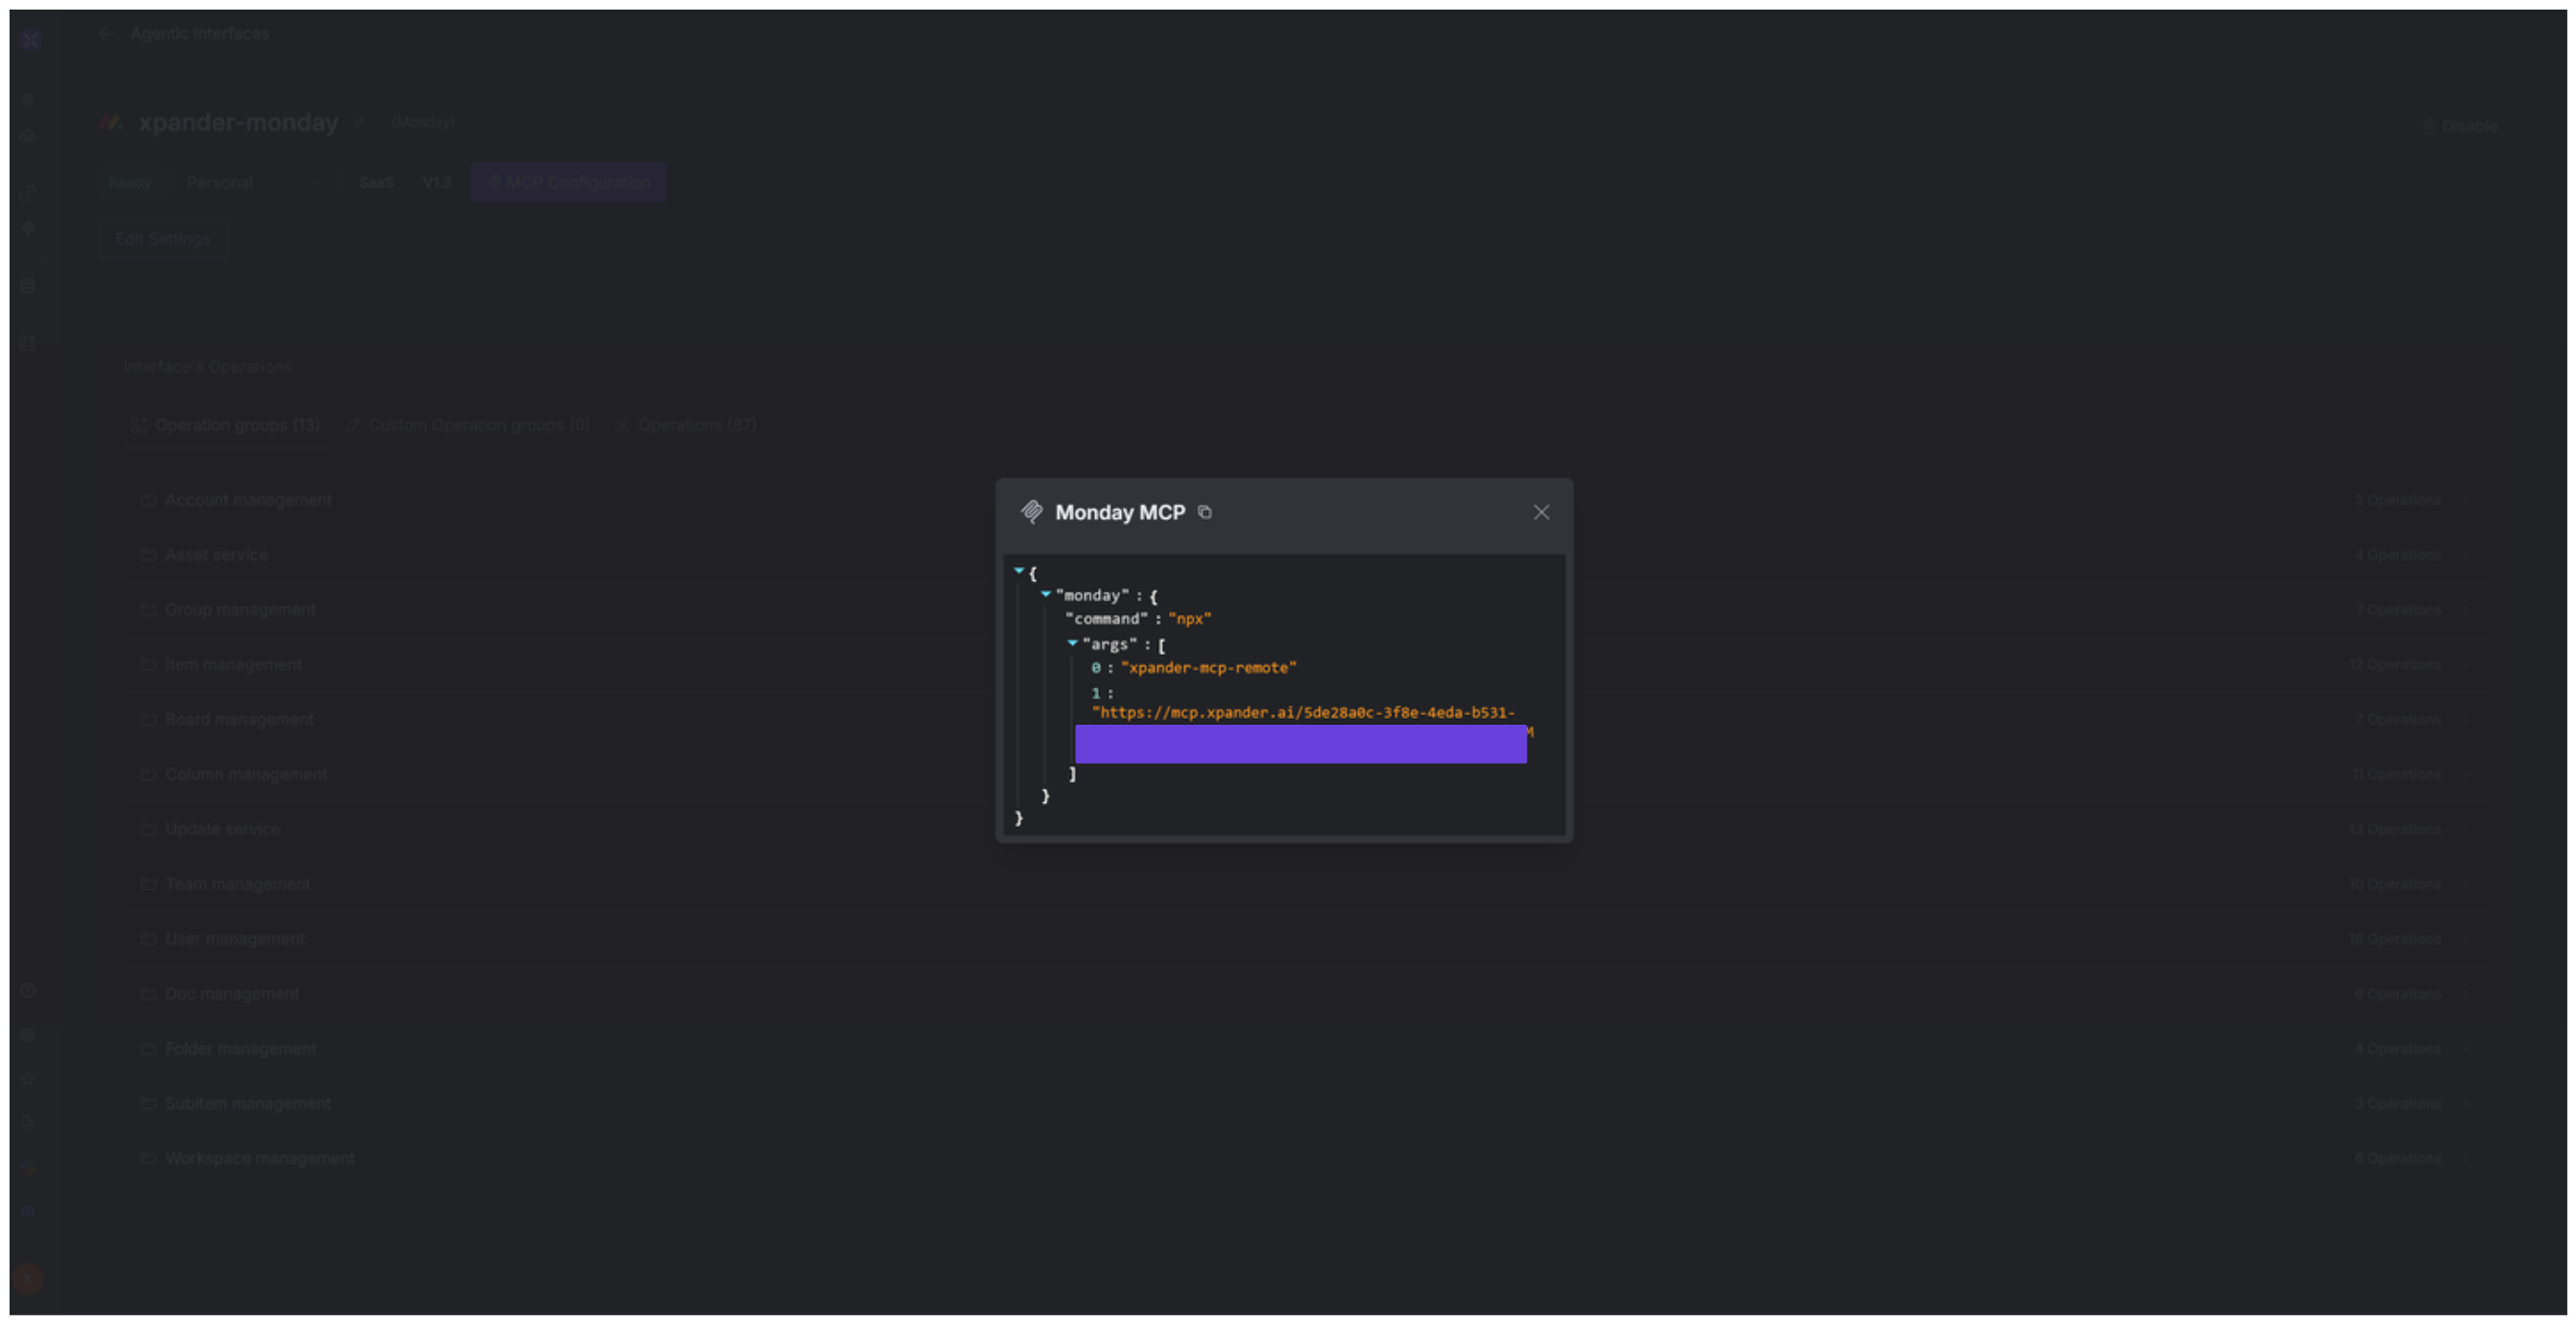 Agentic Interfaces
xpander-monday (Monday)
Disable
Ready Personal SaaS V1.3 MCP Configuration
Edit Settings
Interface's Operations
Operation groups (13) Custom Operation groups (0) Operations (87)
Account management 2 Operations
Asset service 4 Operations
Group management 7 Operations
Item management 12 Operations
Board management 7 Operations
Column management 11 Operations
Update service 13 Operations
Team management 10 Operations
User management 16 Operations
Doc management 6 Operations
Folder management 4 Operations
Subitem management 3 Operations
Workspace management 6 Operations
Monday MCP
{
"monday" : {
"command" : "npx"
"args" : [
0 : "xpander-mcp-remote"
1 :
"https://mcp.xpander.ai/5de28a0c-3f8e-4eda-b531-
M
]
}
}